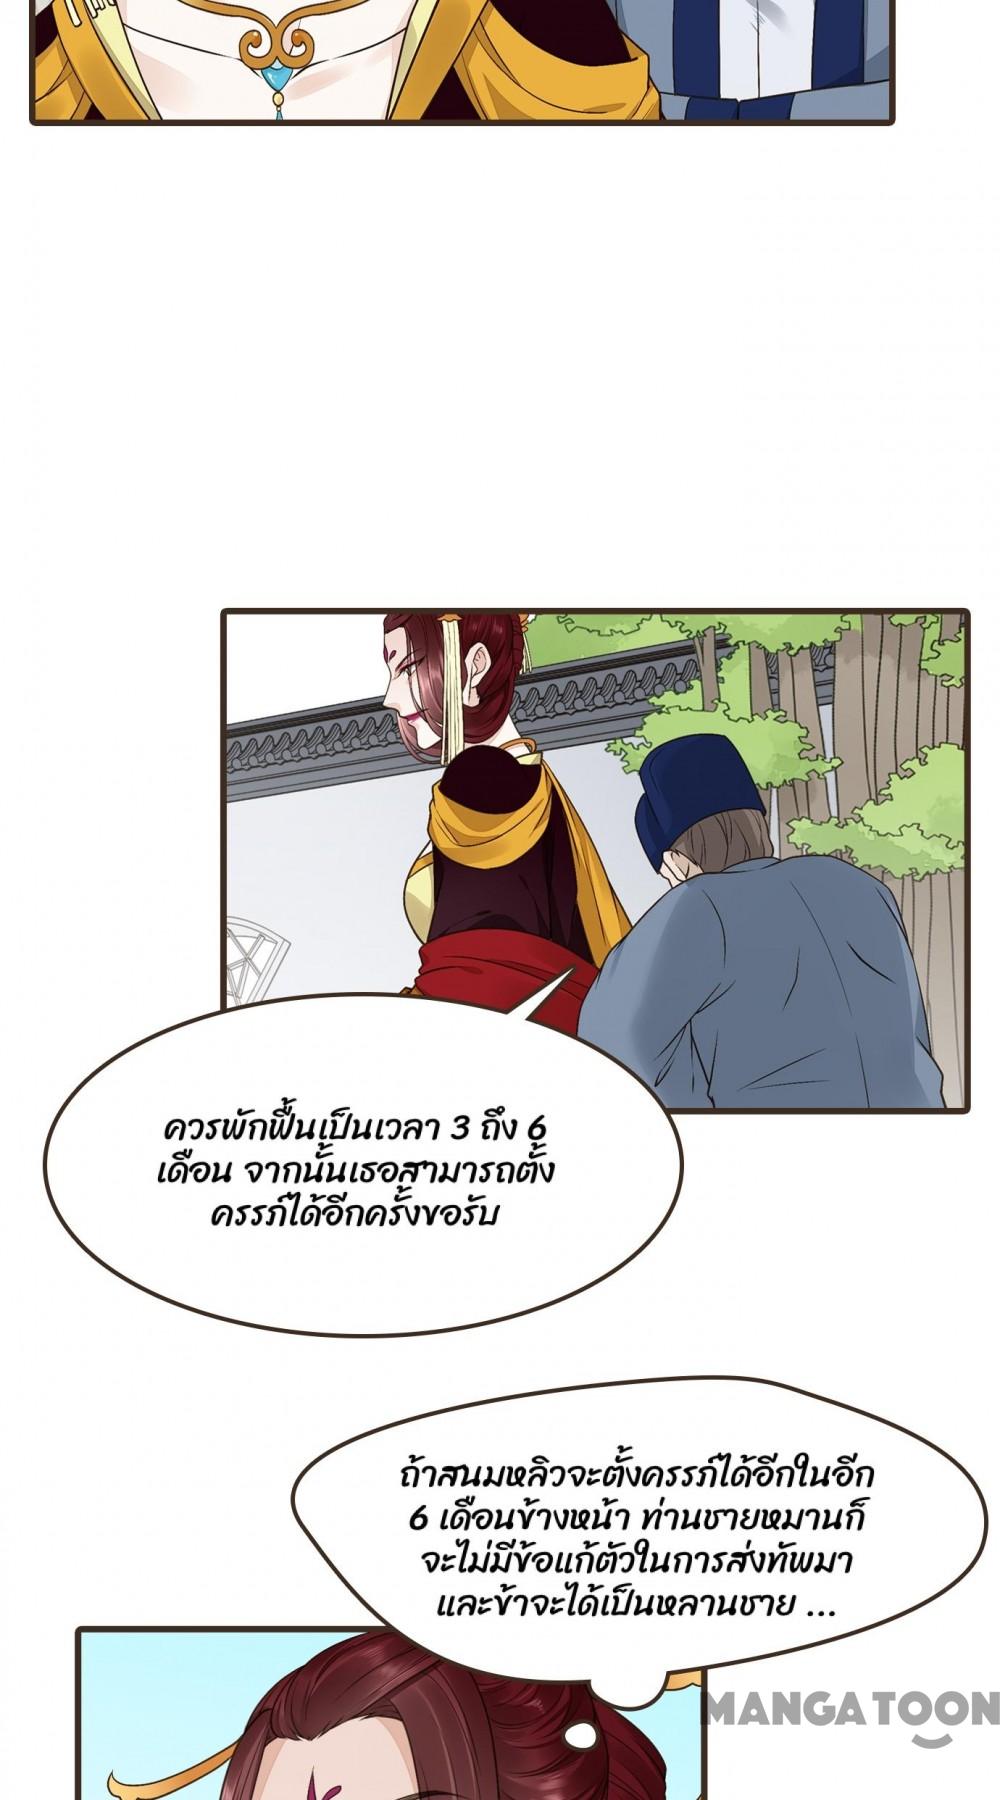 ควรพักฟื้นเป็นเวลา 3 ถึง 6
เดือน จากนั้นเธอสามารถตั้ง
ครรภ์ได้อีกครั้งขอรับ
ถ้าสนมหลิวจะตั้งครรภ์ได้อีกในอีก
6 เดือนข้างหน้า ท่านชายหมานก็
จะไม่มีข้อแก้ตัวในการส่งทัพมา
และข้าจะได้เป็นหลานชาย ...
MANGATOON